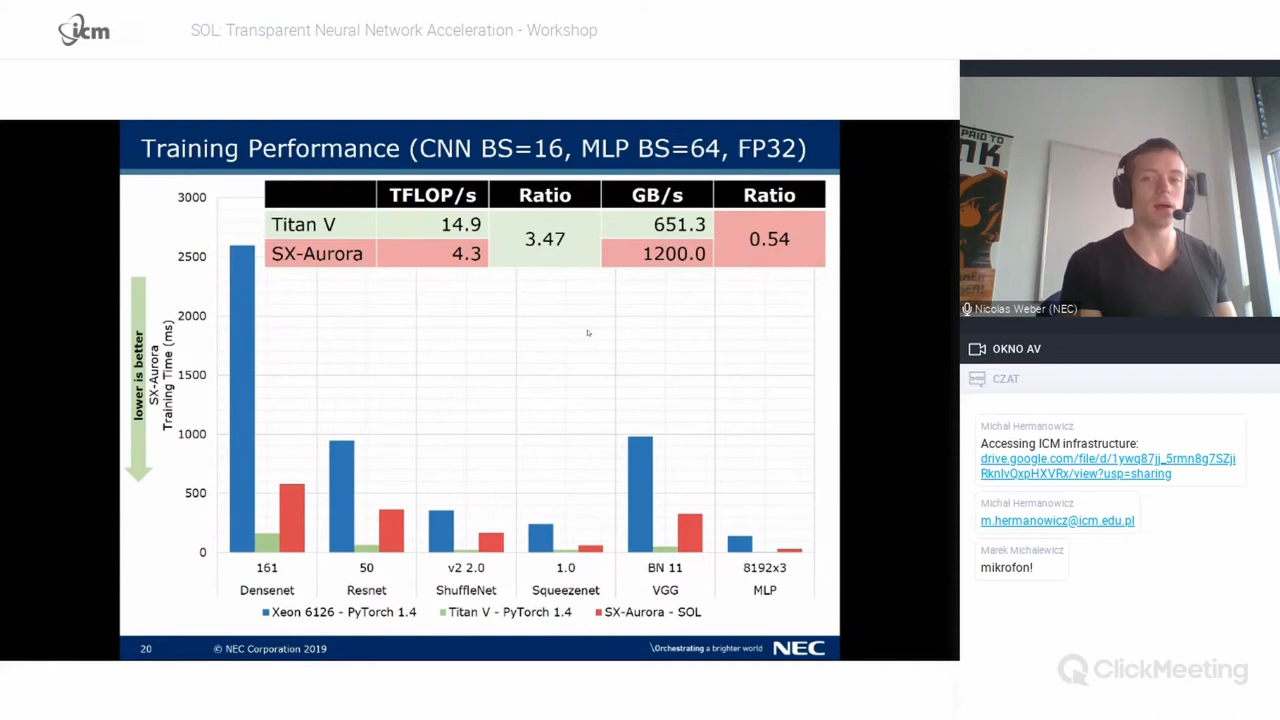 icm
SOL: Transparent Neural Network Acceleration - Workshop
Training Performance (CNN BS=16, MLP BS=64, FP32)
TFLOP/s Ratio GB/s Ratio
Titan V 14.9 3.47 651.3 0.54
SX-Aurora 4.3 1200.0
3000
2500
2000
1500
1000
500
0
lower is better
SX-Aurora
Training Time (ms)
161 50 v2 2.0 1.0 BN 11 8192x3
Densenet Resnet ShuffleNet Squeezenet VGG MLP
Xeon 6126 - PyTorch 1.4 Titan V - PyTorch 1.4 SX-Aurora - SOL
20 © NEC Corporation 2019 \Orchestrating a brighter world NEC
PAID TO
Nicolas Weber (NEC)
OKNO AV
CZAT
Michal Hermanowicz
Accessing ICM infrastructure:
drive.google.com/file/d/1ywq87jj_5rmn8g7SZji
RknIvQxpHXVRx/view?usp=sharing
Michal Hermanowicz
m.hermanowicz@icm.edu.pl
Marek Michalewicz
mikrofon!
ClickMeeting